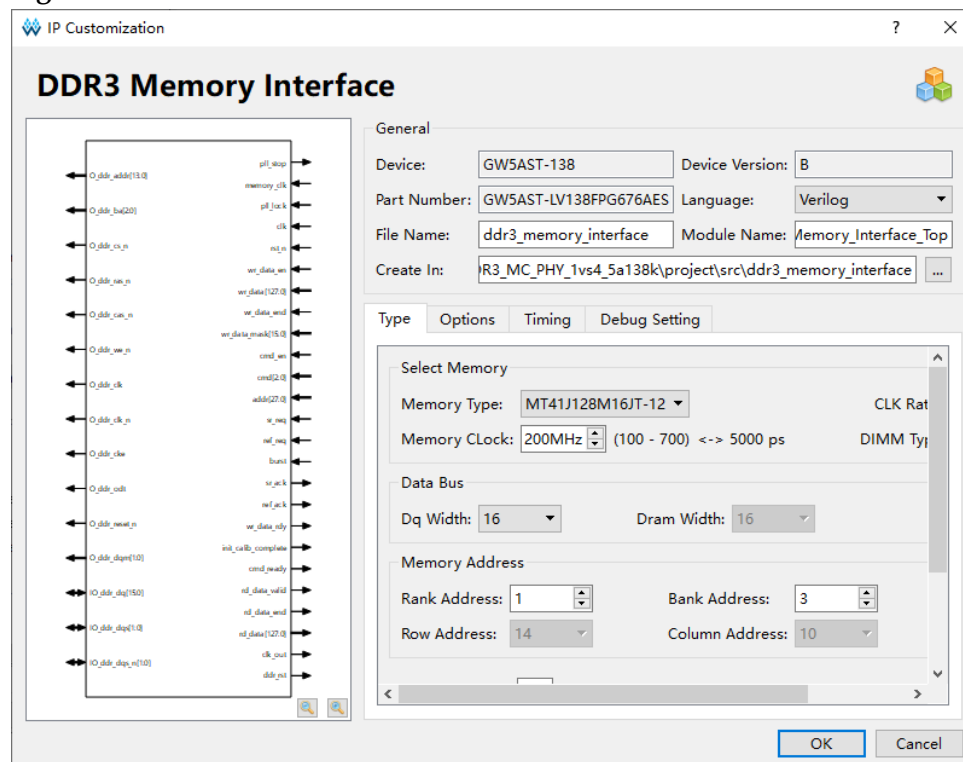 IP Customization ? ×
DDR3 Memory Interface
General
Device: GW5AST-138 Device Version: B
Part Number: GW5AST-LV138FPG676AES Language: Verilog
File Name: ddr3_memory_interface Module Name: Memory_Interface_Top
Create In: )R3_MC_PHY_1vs4_5a138k\project\src\ddr3_memory_interface ...
Type Options Timing Debug Setting
Select Memory
Memory Type: MT41J128M16JT-12 CLK Rat
Memory CLock: 200MHz (100 - 700) <-> 5000 ps DIMM Typ
Data Bus
Dq Width: 16 Dram Width: 16
Memory Address
Rank Address: 1 Bank Address: 3
Row Address: 14 Column Address: 10
O_ddr_addr[13:0]
O_ddr_ba[2:0]
O_ddr_cs_n
O_ddr_ras_n
O_ddr_cas_n
O_ddr_we_n
O_ddr_clk
O_ddr_clk_n
O_ddr_cke
O_ddr_odt
O_ddr_reset_n
O_ddr_dqm[1:0]
IO_ddr_dq[15:0]
IO_ddr_dqs[1:0]
IO_ddr_dqs_n[1:0]
pll_stop
memory_clk
pll_lock
clk
rst_n
wr_data_en
wr_data[127:0]
wr_data_end
wr_data_mask[15:0]
cmd_en
cmd[2:0]
addr[27:0]
sr_req
ref_req
burst
sr_ack
ref_ack
wr_data_rdy
init_calib_complete
cmd_ready
rd_data_valid
rd_data_end
rd_data[127:0]
clk_out
ddr_rst
OK Cancel